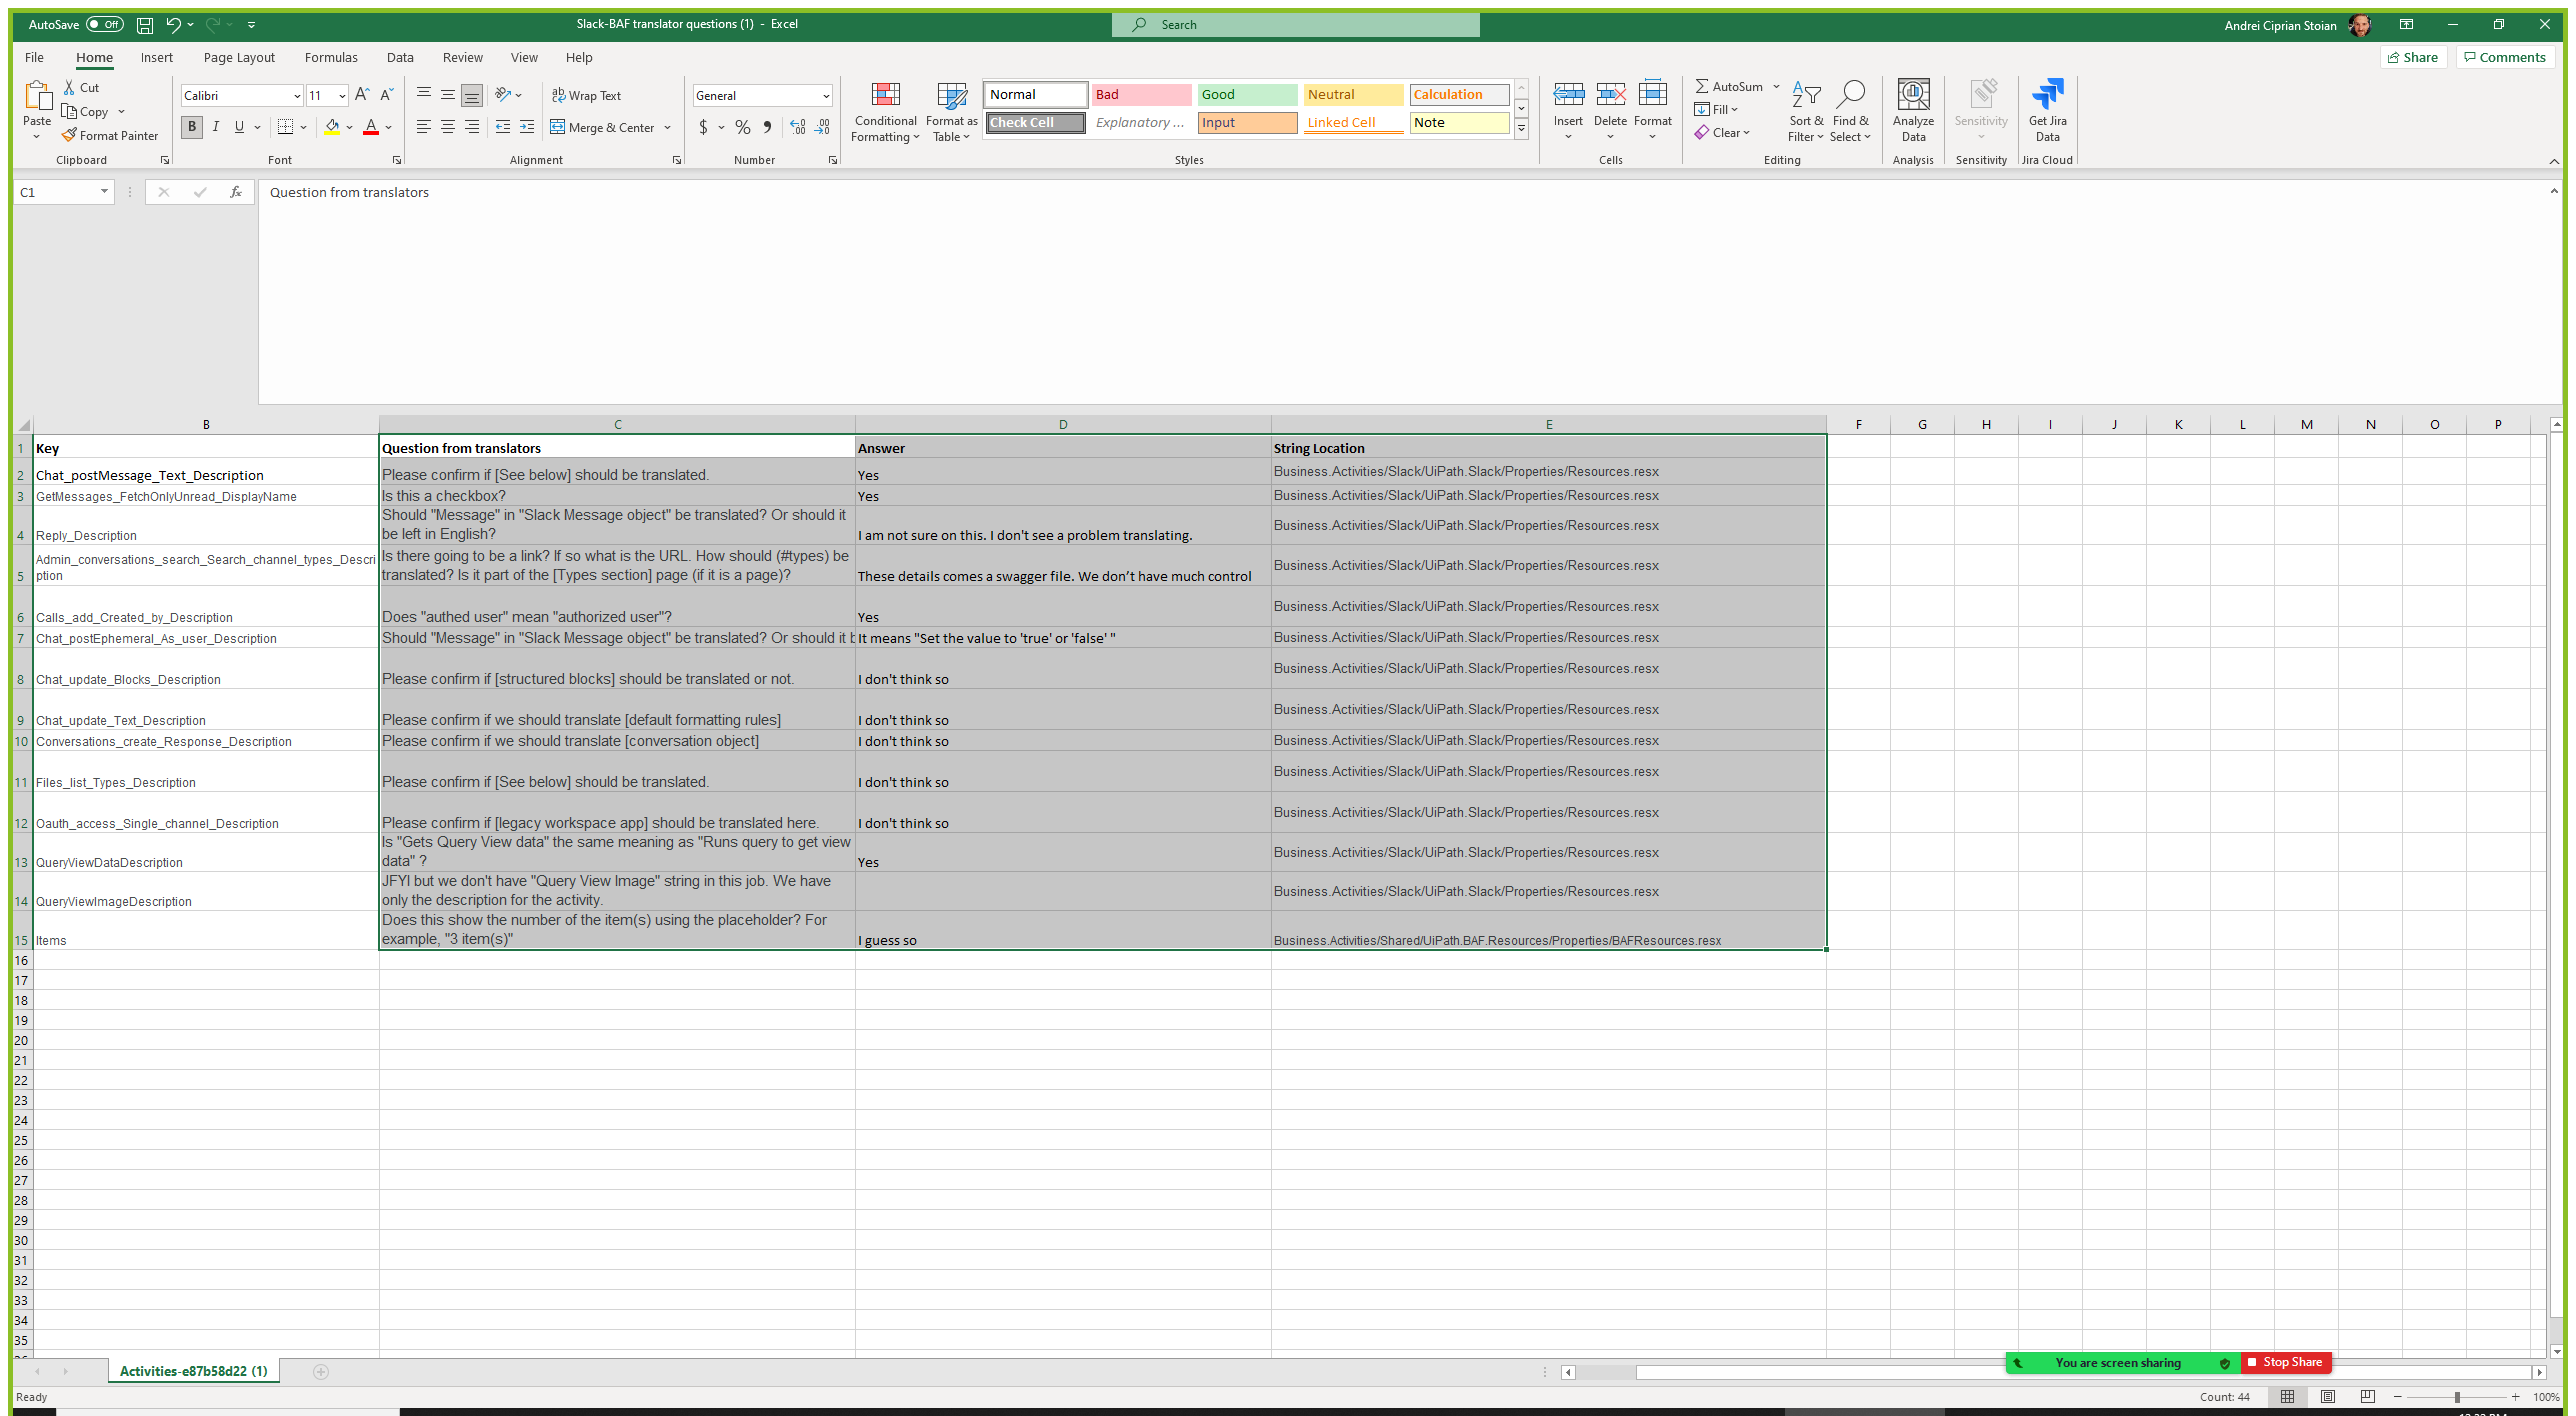 AutoSave Off
Slack-BAF translator questions (1) - Excel
Search
Andrei Ciprian Stoian
File Home Insert Page Layout Formulas Data Review View Help
Share Comments
Paste
Cut
Copy
Format Painter
Clipboard
Calibri 11
B I U
Font
Wrap Text
Merge & Center
Alignment
General
$ %
Number
Conditional Formatting
Format as Table
Normal Bad Good Neutral Calculation
Check Cell Explanatory ... Input Linked Cell Note
Styles
Insert Delete Format
Cells
AutoSum
Fill
Clear
Sort & Filter
Find & Select
Editing
Analyze Data
Analysis
Sensitivity
Sensitivity
Get Jira Data
Jira Cloud
C1 fx Question from translators
B C D E F G H I J K L M N O P
1 Key Question from translators Answer String Location
2 Chat_postMessage_Text_Description Please confirm if [See below] should be translated. Yes Business.Activities/Slack/UiPath.Slack/Properties/Resources.resx
3 GetMessages_FetchOnlyUnread_DisplayName Is this a checkbox? Yes Business.Activities/Slack/UiPath.Slack/Properties/Resources.resx
4 Reply_Description Should "Message" in "Slack Message object" be translated? Or should it be left in English? I am not sure on this. I don't see a problem translating. Business.Activities/Slack/UiPath.Slack/Properties/Resources.resx
5 Admin_conversations_search_Search_channel_types_Description Is there going to be a link? If so what is the URL. How should (#types) be translated? Is it part of the [Types section] page (if it is a page)? These details comes a swagger file. We don’t have much control Business.Activities/Slack/UiPath.Slack/Properties/Resources.resx
6 Calls_add_Created_by_Description Does "authed user" mean "authorized user"? Yes Business.Activities/Slack/UiPath.Slack/Properties/Resources.resx
7 Chat_postEphemeral_As_user_Description Should "Message" in "Slack Message object" be translated? Or should it b It means "Set the value to 'true' or 'false' " Business.Activities/Slack/UiPath.Slack/Properties/Resources.resx
8 Chat_update_Blocks_Description Please confirm if [structured blocks] should be translated or not. I don't think so Business.Activities/Slack/UiPath.Slack/Properties/Resources.resx
9 Chat_update_Text_Description Please confirm if we should translate [default formatting rules] I don't think so Business.Activities/Slack/UiPath.Slack/Properties/Resources.resx
10 Conversations_create_Response_Description Please confirm if we should translate [conversation object] I don't think so Business.Activities/Slack/UiPath.Slack/Properties/Resources.resx
11 Files_list_Types_Description Please confirm if [See below] should be translated. I don't think so Business.Activities/Slack/UiPath.Slack/Properties/Resources.resx
12 Oauth_access_Single_channel_Description Please confirm if [legacy workspace app] should be translated here. I don't think so Business.Activities/Slack/UiPath.Slack/Properties/Resources.resx
13 QueryViewDataDescription Is "Gets Query View data" the same meaning as "Runs query to get view data" ? Yes Business.Activities/Slack/UiPath.Slack/Properties/Resources.resx
14 QueryViewImageDescription JFYI but we don't have "Query View Image" string in this job. We have only the description for the activity. Business.Activities/Slack/UiPath.Slack/Properties/Resources.resx
15 Items Does this show the number of the item(s) using the placeholder? For example, "3 item(s)" I guess so Business.Activities/Shared/UiPath.BAF.Resources/Properties/BAFResources.resx
16
17
18
19
20
21
22
23
24
25
26
27
28
29
30
31
32
33
34
35
Activities-e87b58d22 (1)
You are screen sharing Stop Share
Ready
Count: 44
100%